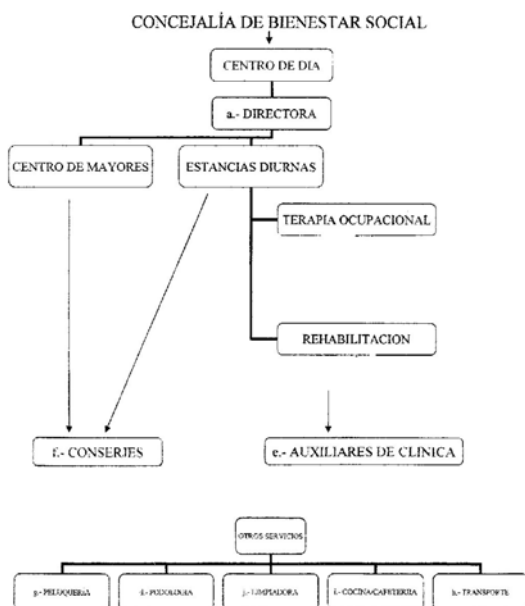 CONCEJALÍA DE BIENESTAR SOCIAL
CENTRO DE DIA
a.- DIRECTORA
CENTRO DE MAYORES
ESTANCIAS DIURNAS
TERAPIA OCUPACIONAL
REHABILITACION
f.- CONSERJES
e.- AUXILIARES DE CLINICA
OTROS SERVICIOS
g.- PELUQUERIA
PODOLOGIA
j.- LIMPIADORA
COCINA/CAFETERIA
h.- TRANSPORTE